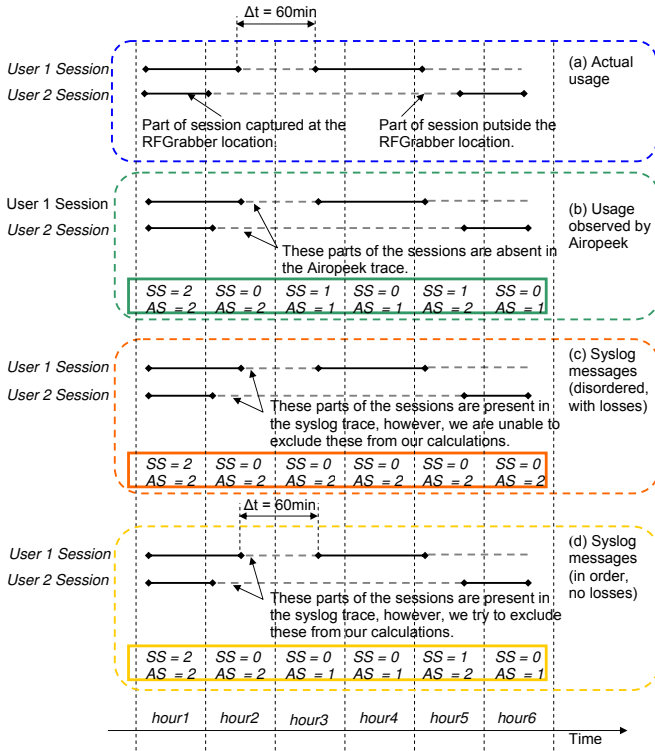 Δt = 60min
User 1 Session
User 2 Session
(a) Actual
usage
Part of session captured at the
RFGrabber location.
Part of session outside the
RFGrabber location.
User 1 Session
User 2 Session
(b) Usage
observed by
Airopeek
These parts of the sessions are absent in
the Airopeek trace.
SS = 2 SS = 0 SS = 1 SS = 0 SS = 1 SS = 0
AS = 2 AS = 2 AS = 1 AS = 1 AS = 2 AS = 1
User 1 Session
User 2 Session
(c) Syslog
messages
(disordered,
with losses)
These parts of the sessions are present in
the syslog trace, however, we are unable to
exclude these from our calculations.
SS = 2 SS = 0 SS = 0 SS = 0 SS = 0 SS = 0
AS = 2 AS = 2 AS = 2 AS = 2 AS = 2 AS = 2
Δt = 60min
User 1 Session
User 2 Session
(d) Syslog
messages
(in order,
no losses)
These parts of the sessions are present in
the syslog trace, however, we try to exclude
these from our calculations.
SS = 2 SS = 0 SS = 0 SS = 0 SS = 1 SS = 0
AS = 2 AS = 2 AS = 1 AS = 1 AS = 2 AS = 1
hour1 hour2 hour3 hour4 hour5 hour6
Time